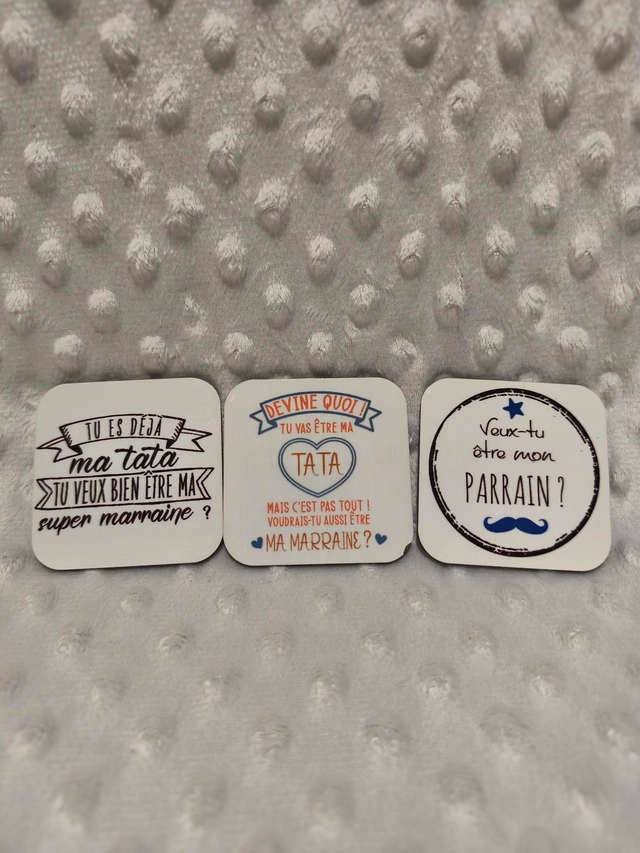 TU ES DÉJÀ
ma tata
TU VEUX BIEN ÊTRE MA
super marraine ?
DEVINE QUOI !
TU VAS ÊTRE MA
TATA
MAIS C'EST PAS TOUT !
VOUDRAIS-TU AUSSI ÊTRE
MA MARRAINE ?
Veux-tu
être mon
PARRAIN ?